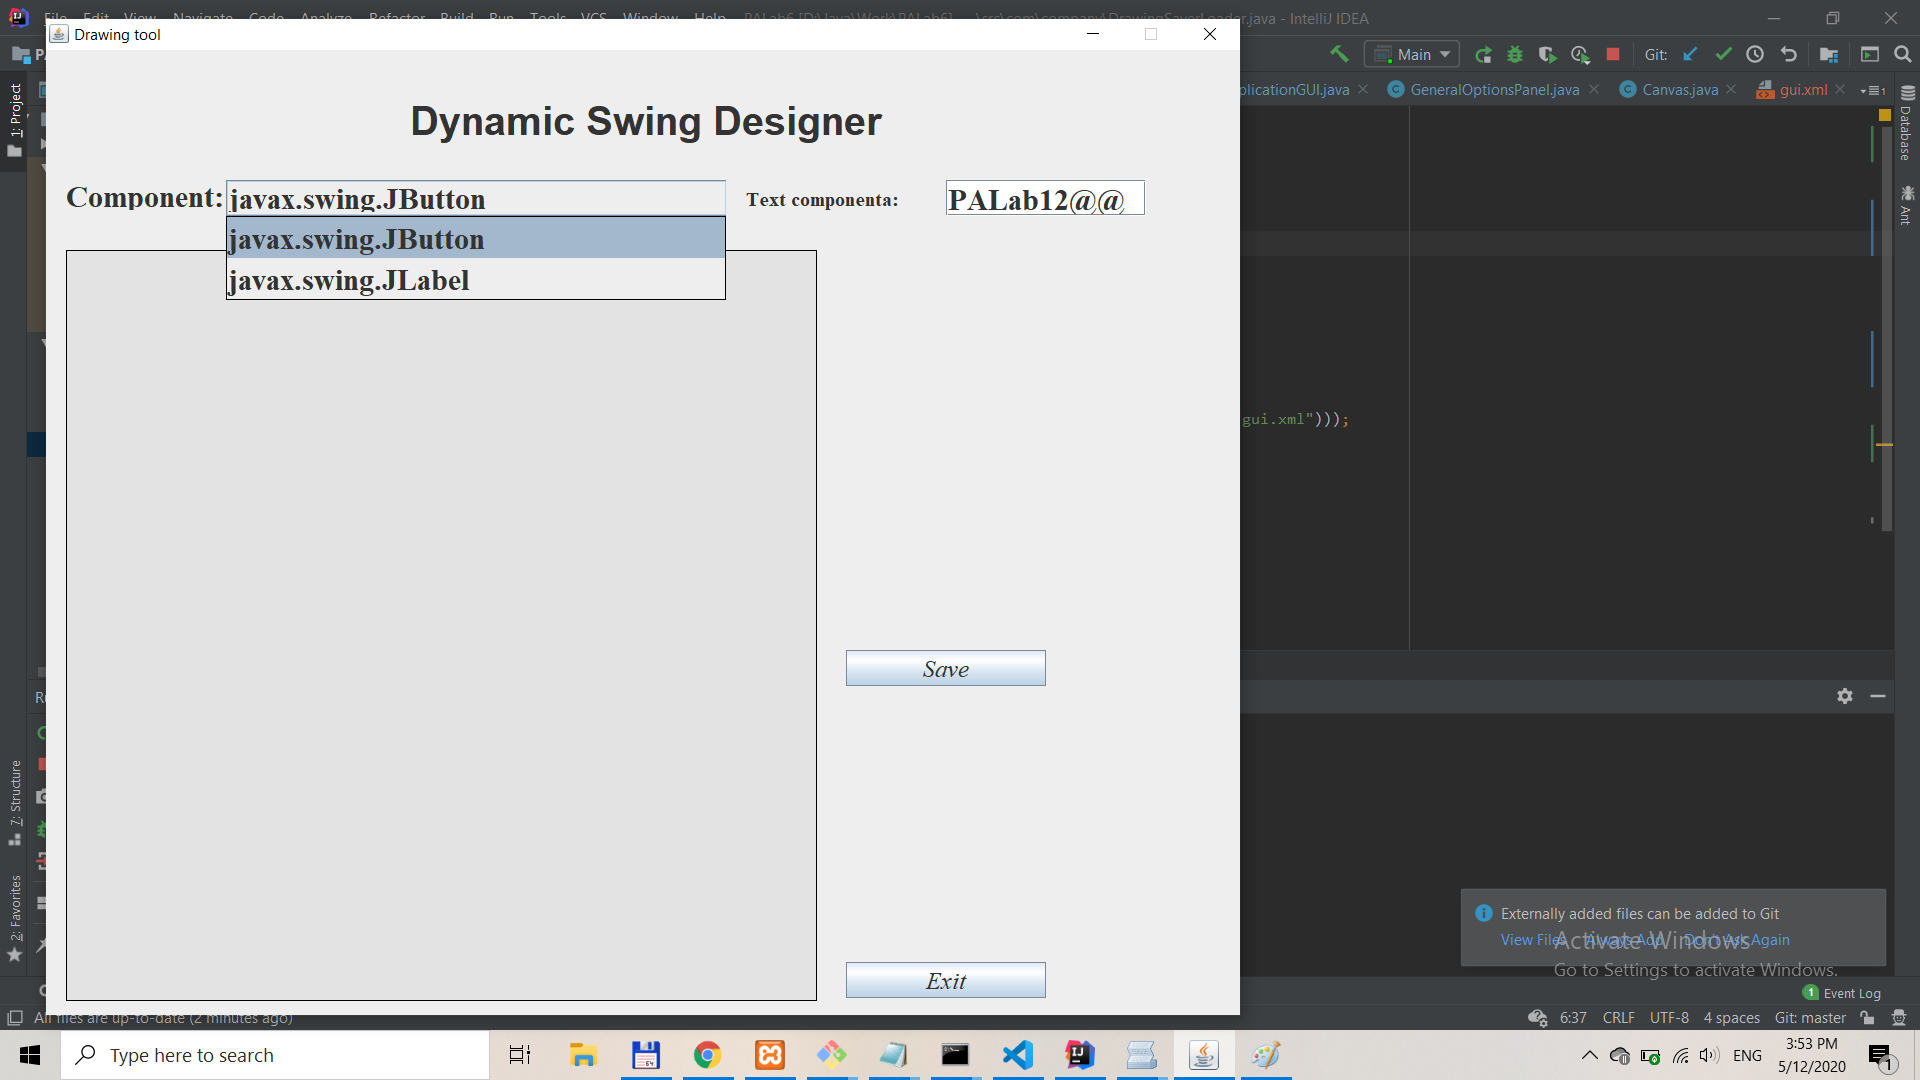 File Edit View Navigate Code Analyze Refactor Build Run Tools VCS Window Help PALab6 [D:\Java\Work\PALab6] - ...\src\com\company\DrawingSaverLoader.java - IntelliJ IDEA
Drawing tool
Main
Git:
plicationGUI.java
GeneralOptionsPanel.java
Canvas.java
gui.xml
1: Project
Database
Ant
Dynamic Swing Designer
Component:
javax.swing.JButton
Text componenta:
PALab12@@
javax.swing.JButton
javax.swing.JLabel
gui.xml")));
Save
7: Structure
2: Favorites
Externally added files can be added to Git
View Files Always Add Don't Ask Again
Activate Windows
Go to Settings to activate Windows.
Exit
1 Event Log
All files are up-to-date (2 minutes ago)
6:37 CRLF UTF-8 4 spaces Git: master
Type here to search
64
ENG
3:53 PM
5/12/2020
1